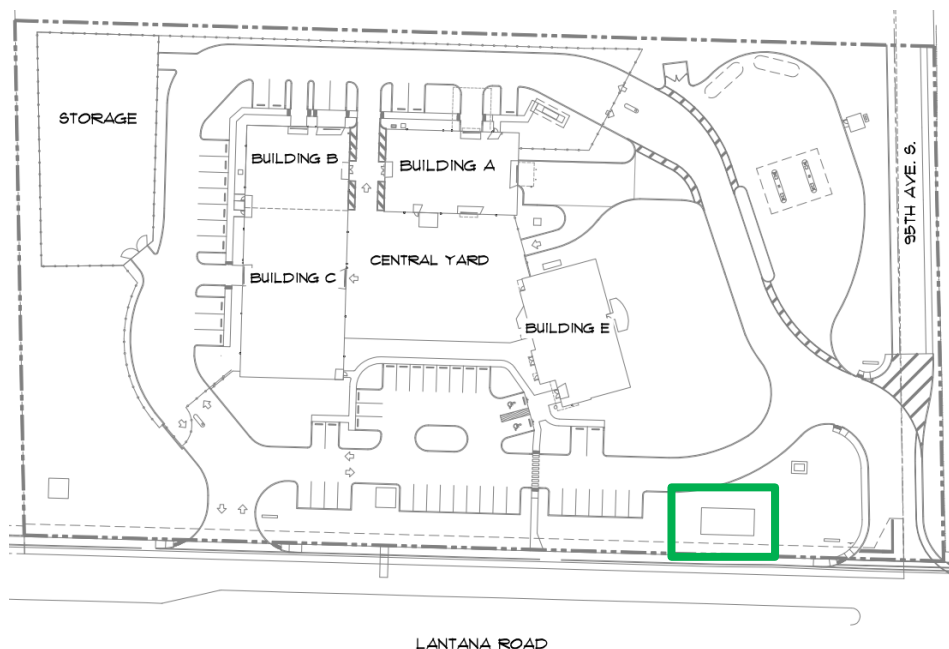 STORAGE
BUILDING B
BUILDING A
95TH AVE. S.
CENTRAL YARD
BUILDING C
BUILDING E
LANTANA ROAD